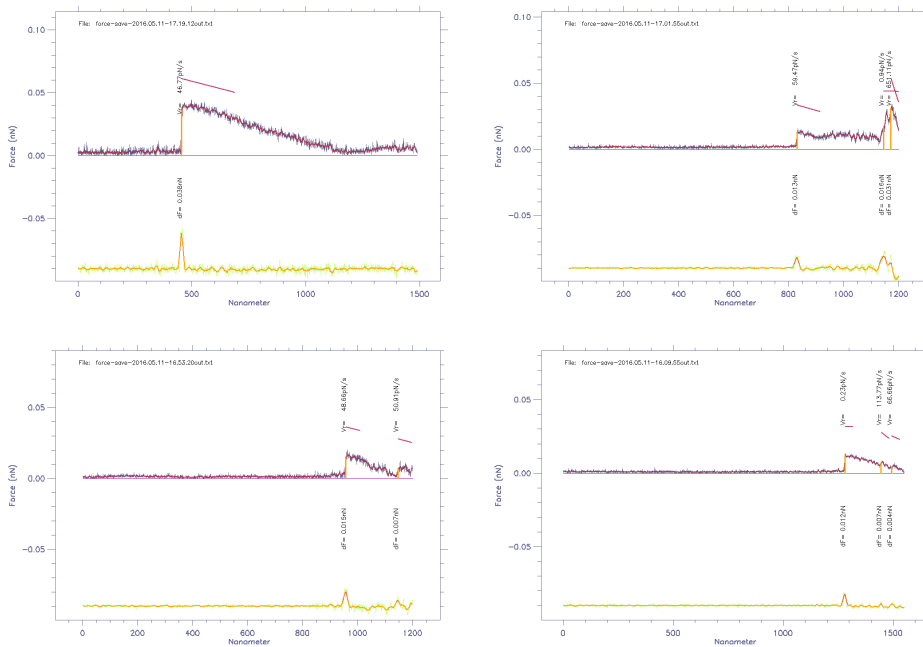 File: force-save-2016.05.11-17.19.12out.txt
0.10
0.05
0.00
-0.05
Force (nN)
Vr= 46.77pN/s
dF= 0.038nN
0
500
1000
1500
Nanometer
File: force-save-2016.05.11-17.01.55out.txt
0.10
0.05
0.00
-0.05
Force (nN)
Vr= 59.47pN/s
Vr= 0.94pN/s
Vr= 651.11pN/s
dF= 0.013nN
dF= 0.016nN
dF= 0.031nN
0
200
400
600
800
1000
1200
Nanometer
File: force-save-2016.05.11-16.53.20out.txt
0.05
0.00
-0.05
Force (nN)
Vr= 48.66pN/s
Vr= 50.91pN/s
dF= 0.015nN
dF= 0.007nN
0
200
400
600
800
1000
1200
Nanometer
File: force-save-2016.05.11-16.09.55out.txt
0.05
0.00
-0.05
Force (nN)
Vr= 0.23pN/s
Vr= 113.77pN/s
Vr= 66.66pN/s
dF= 0.012nN
dF= 0.007nN
dF= 0.004nN
0
500
1000
1500
Nanometer